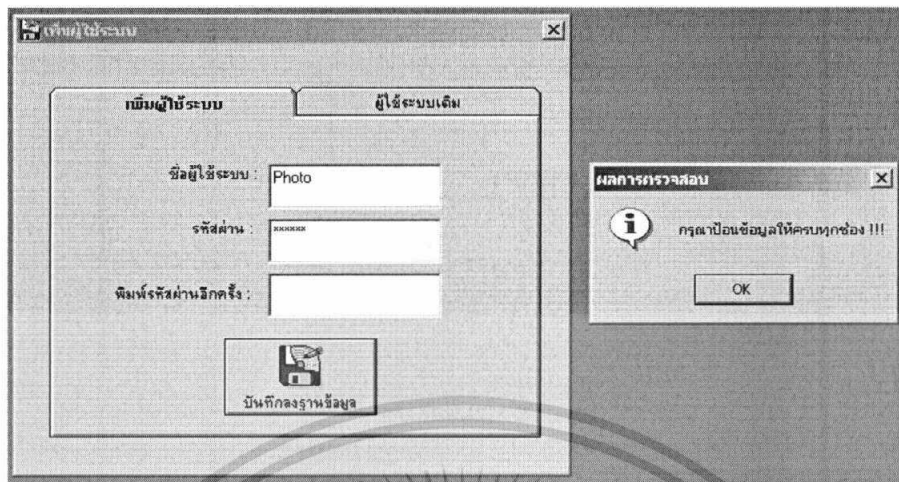 เพิ่มผู้ใช้ระบบ
เพิ่มผู้ใช้ระบบ
ผู้ใช้ระบบเดิม
ชื่อผู้ใช้ระบบ :
Photo
รหัสผ่าน :
××××××
พิมพ์รหัสผ่านอีกครั้ง :
บันทึกลงฐานข้อมูล
ผลการตรวจสอบ
กรุณาป้อนข้อมูลให้ครบทุกช่อง !!!
OK